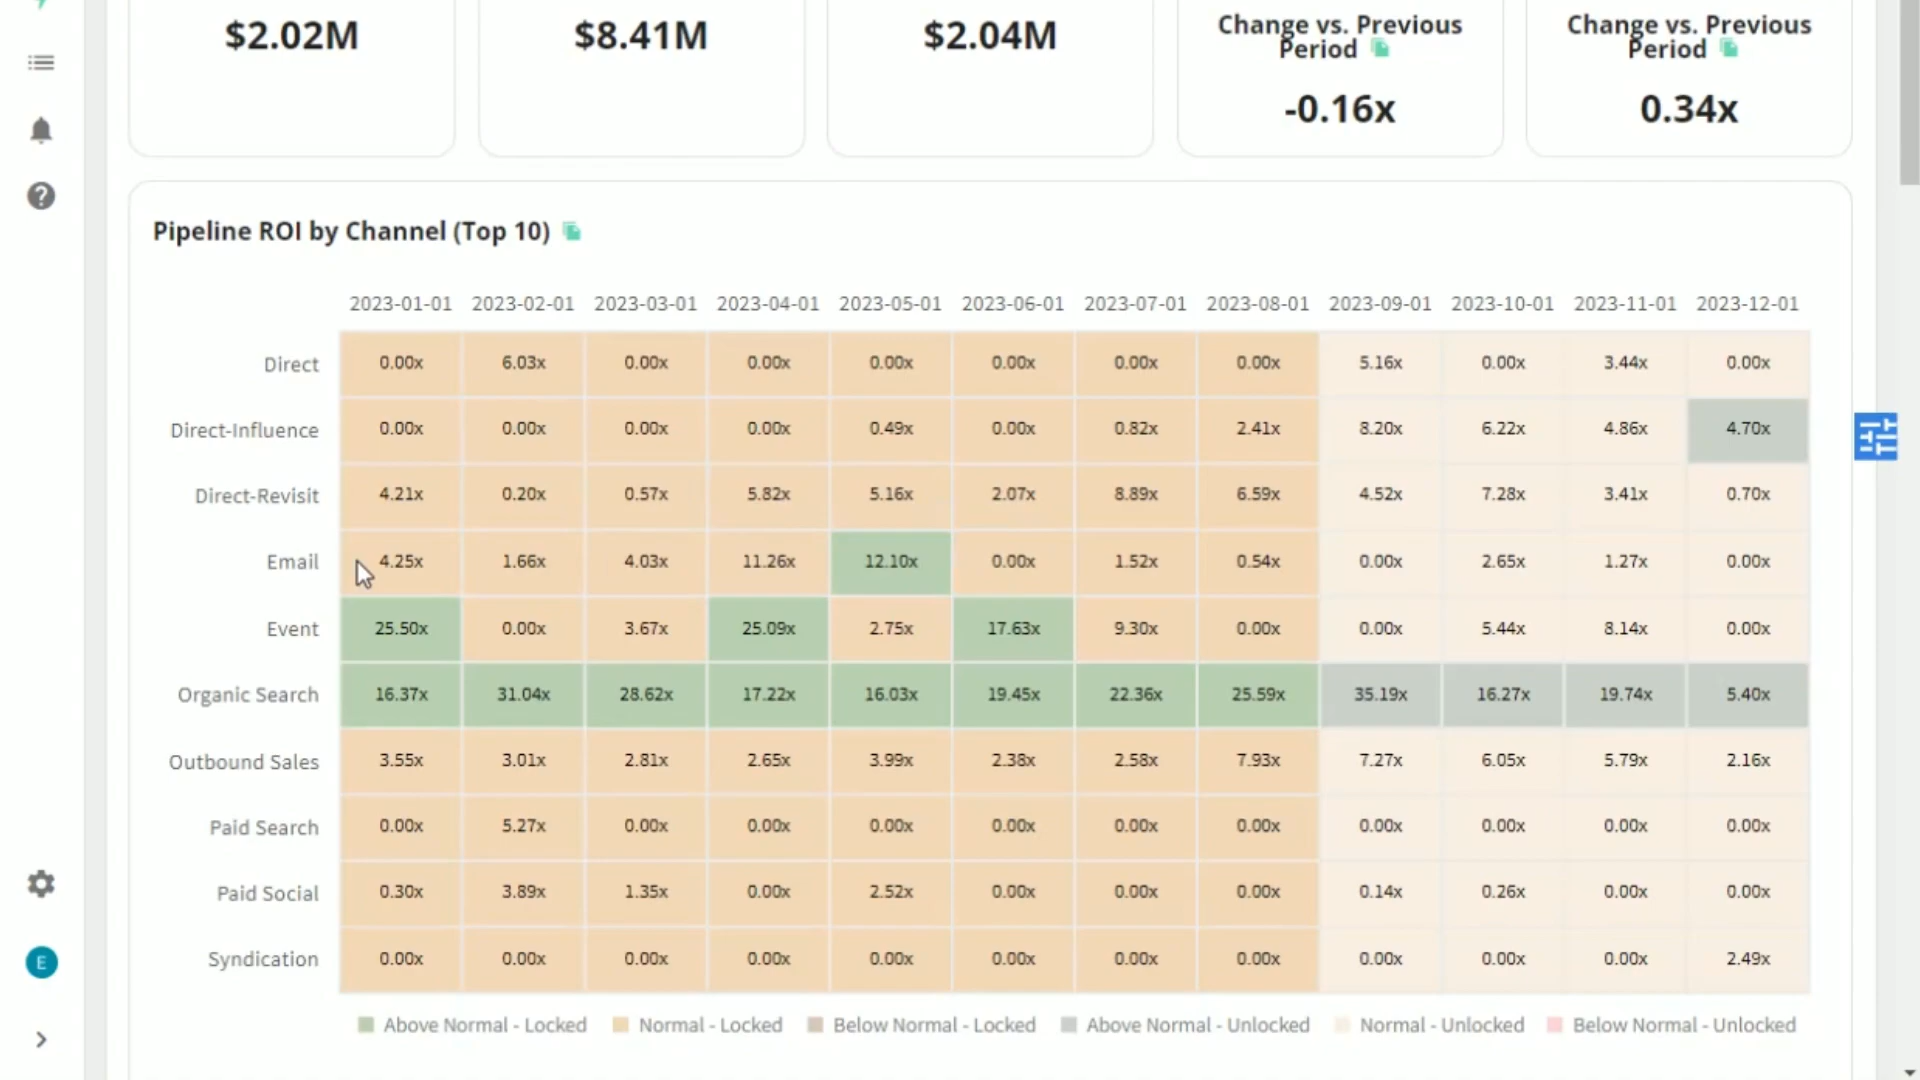 $2.02M
$8.41M
$2.04M
Change vs. Previous
Period
-0.16x
Change vs. Previous
Period
0.34x
Pipeline ROI by Channel (Top 10)
2023-01-01 2023-02-01 2023-03-01 2023-04-01 2023-05-01 2023-06-01 2023-07-01 2023-08-01 2023-09-01 2023-10-01 2023-11-01 2023-12-01
Direct 0.00x 6.03x 0.00x 0.00x 0.00x 0.00x 0.00x 0.00x 5.16x 0.00x 3.44x 0.00x
Direct-Influence 0.00x 0.00x 0.00x 0.00x 0.49x 0.00x 0.82x 2.41x 8.20x 6.22x 4.86x 4.70x
Direct-Revisit 4.21x 0.20x 0.57x 5.82x 5.16x 2.07x 8.89x 6.59x 4.52x 7.28x 3.41x 0.70x
Email 4.25x 1.66x 4.03x 11.26x 12.10x 0.00x 1.52x 0.54x 0.00x 2.65x 1.27x 0.00x
Event 25.50x 0.00x 3.67x 25.09x 2.75x 17.63x 9.30x 0.00x 0.00x 5.44x 8.14x 0.00x
Organic Search 16.37x 31.04x 28.62x 17.22x 16.03x 19.45x 22.36x 25.59x 35.19x 16.27x 19.74x 5.40x
Outbound Sales 3.55x 3.01x 2.81x 2.65x 3.99x 2.38x 2.58x 7.93x 7.27x 6.05x 5.79x 2.16x
Paid Search 0.00x 5.27x 0.00x 0.00x 0.00x 0.00x 0.00x 0.00x 0.00x 0.00x 0.00x 0.00x
Paid Social 0.30x 3.89x 1.35x 0.00x 2.52x 0.00x 0.00x 0.00x 0.14x 0.26x 0.00x 0.00x
Syndication 0.00x 0.00x 0.00x 0.00x 0.00x 0.00x 0.00x 0.00x 0.00x 0.00x 0.00x 2.49x
E
Above Normal - Locked Normal - Locked Below Normal - Locked Above Normal - Unlocked Normal - Unlocked Below Normal - Unlocked